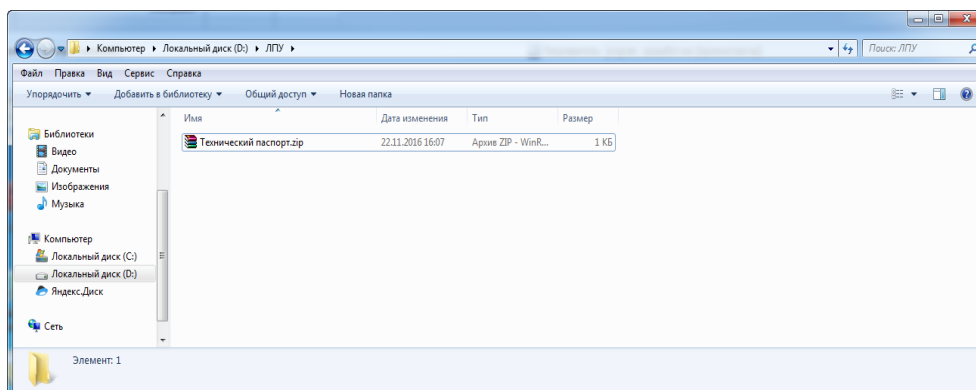 Компьютер ▸ Локальный диск (D:) ▸ ЛПУ ▸
Поиск: ЛПУ
Файл Правка Вид Сервис Справка
Упорядочить Добавить в библиотеку Общий доступ Новая папка
Имя Дата изменения Тип Размер
Технический паспорт.zip 22.11.2016 16:07 Архив ZIP - WinR... 1 КБ
Библиотеки
Видео
Документы
Изображения
Музыка
Компьютер
Локальный диск (C:)
Локальный диск (D:)
Яндекс.Диск
Сеть
Элемент: 1